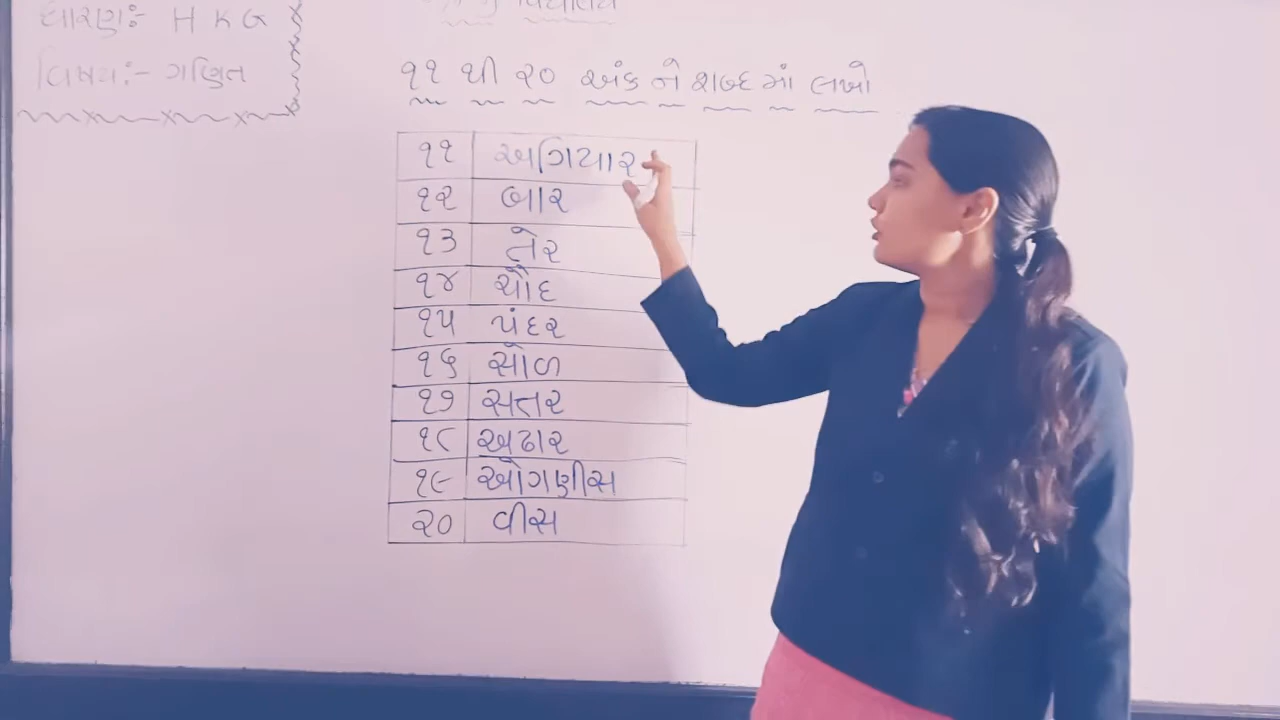 ધોરણ:- H K G
વિષય:- ગણિત
વિદ્યાલય
૧૧ થી ૨૦ અંક ને શબ્દ માં લખો
૧૧ અગિયાર
૧૨ બાર
૧૩ તેર
૧૪ ચૌદ
૧૫ પંદર
૧૬ સોળ
૧૭ સત્તર
૧૮ અઢાર
૧૯ ઓગણીસ
૨૦ વીસ